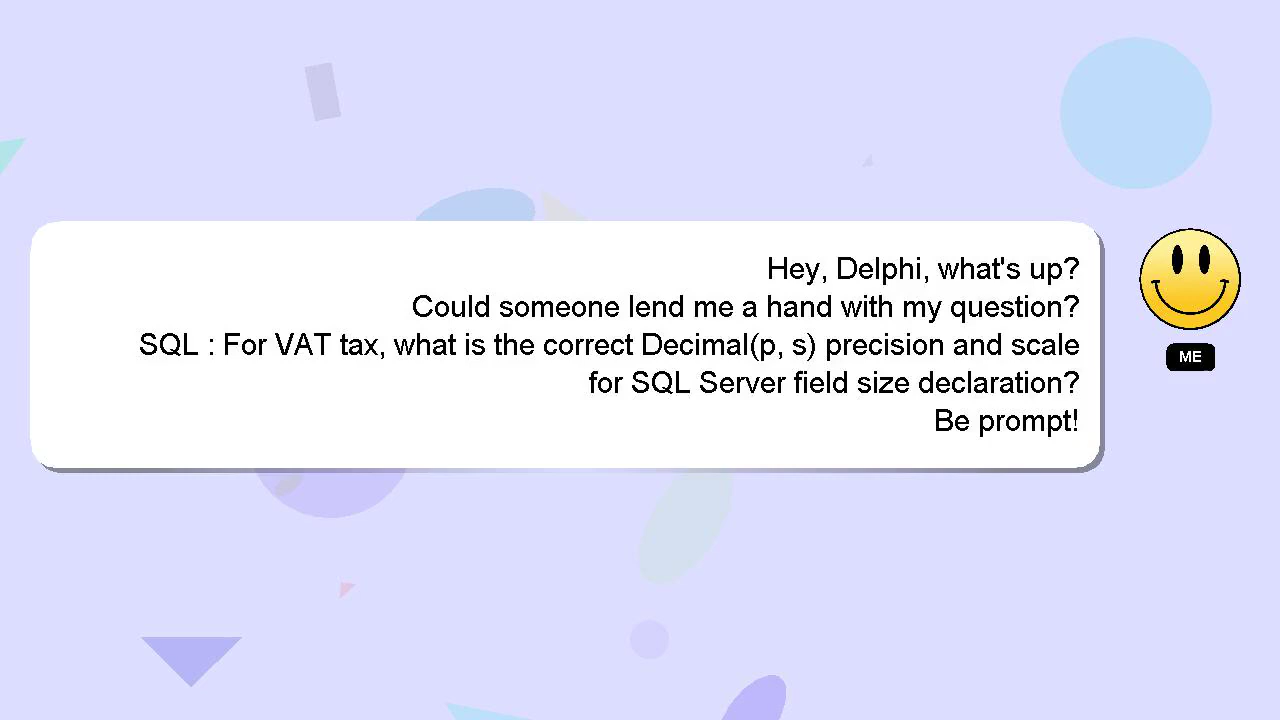 Hey, Delphi, what's up?
Could someone lend me a hand with my question?
SQL : For VAT tax, what is the correct Decimal(p, s) precision and scale
for SQL Server field size declaration?
Be prompt!
ME